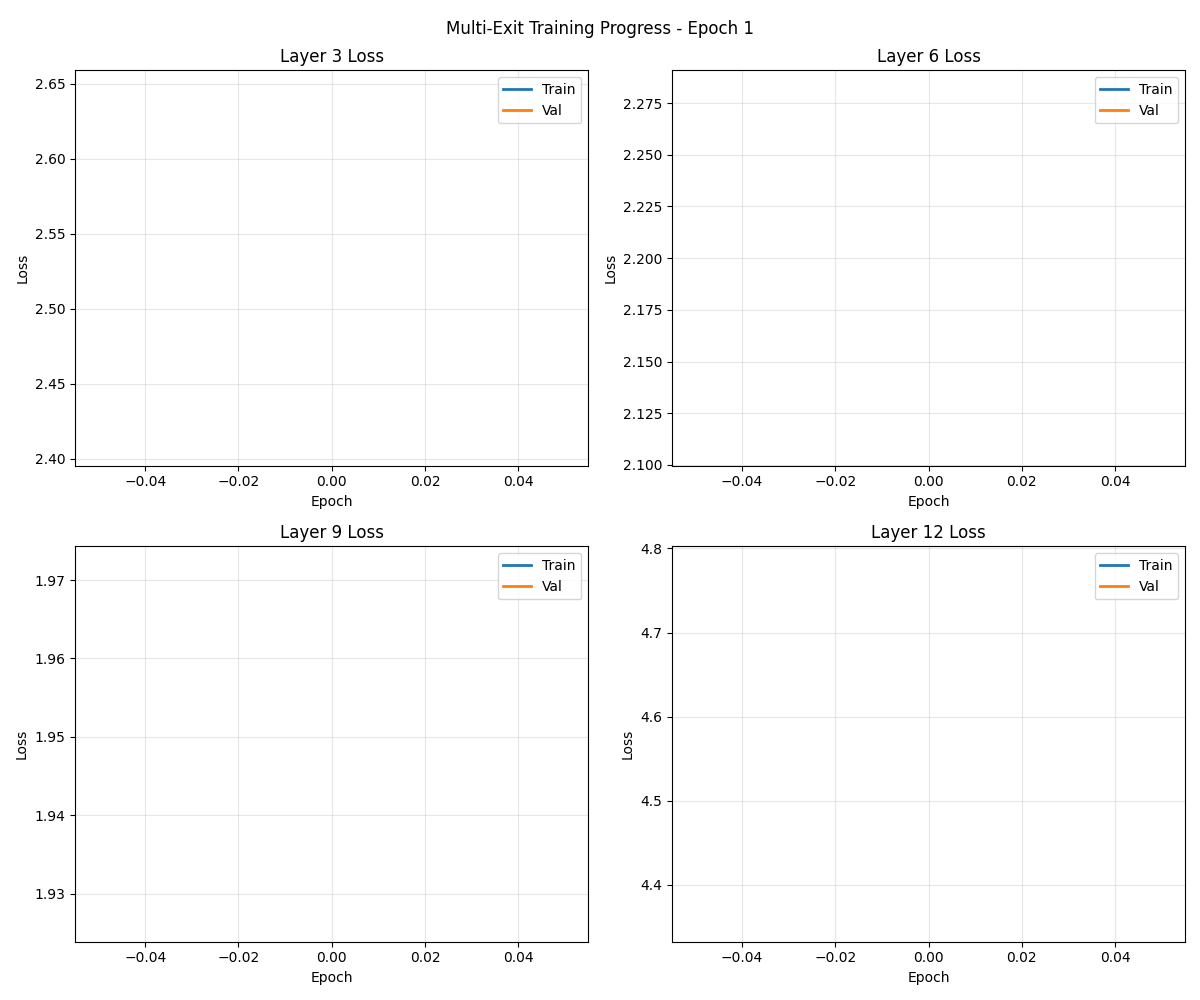 Multi-Exit Training Progress - Epoch 1
Layer 3 Loss
2.65
2.60
2.55
2.50
2.45
2.40
Loss
−0.04 −0.02 0.00 0.02 0.04
Epoch
Train
Val
Layer 6 Loss
2.275
2.250
2.225
2.200
2.175
2.150
2.125
2.100
Loss
−0.04 −0.02 0.00 0.02 0.04
Epoch
Train
Val
Layer 9 Loss
1.97
1.96
1.95
1.94
1.93
Loss
−0.04 −0.02 0.00 0.02 0.04
Epoch
Train
Val
Layer 12 Loss
4.8
4.7
4.6
4.5
4.4
Loss
−0.04 −0.02 0.00 0.02 0.04
Epoch
Train
Val